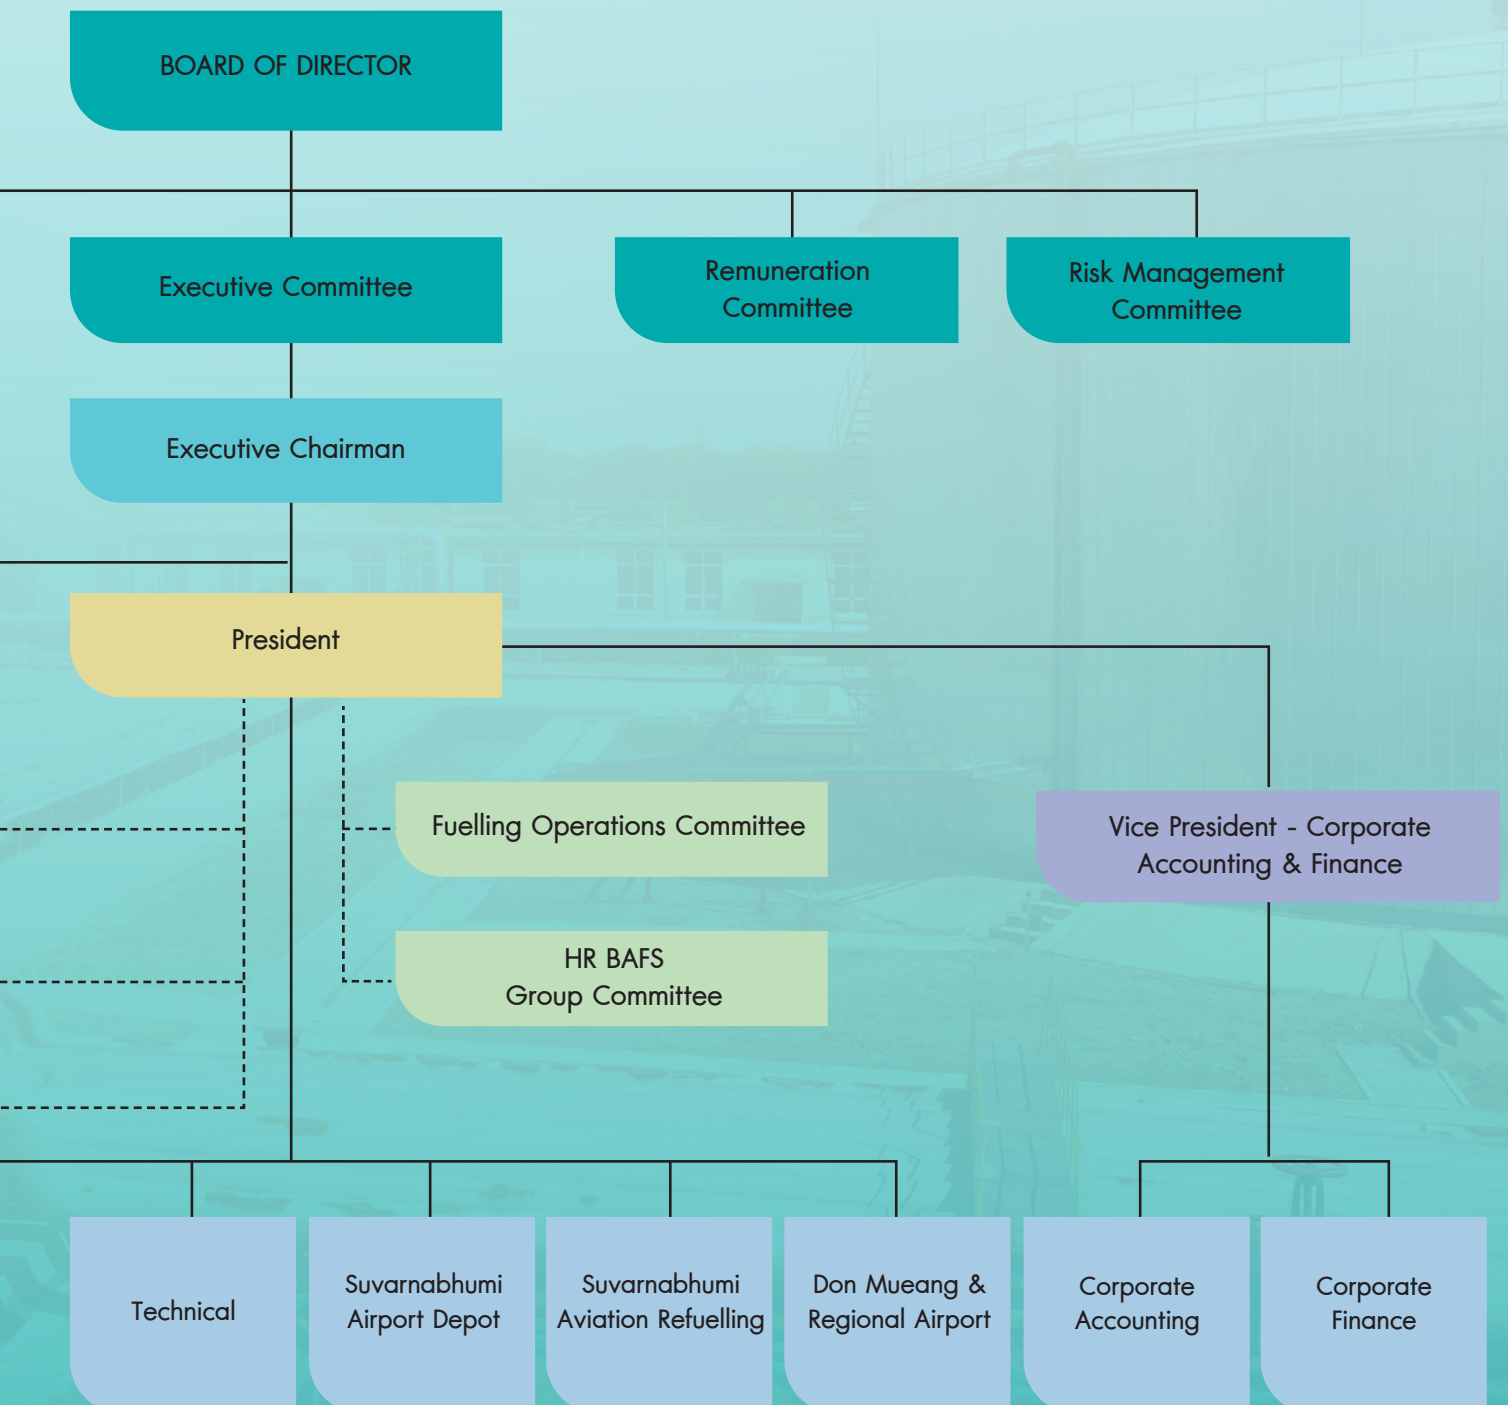 BOARD OF DIRECTOR
Executive Committee
Remuneration
Committee
Risk Management
Committee
Executive Chairman
President
Fuelling Operations Committee
Vice President - Corporate
Accounting & Finance
HR BAFS
Group Committee
Technical
Suvarnabhumi
Airport Depot
Suvarnabhumi
Aviation Refuelling
Don Mueang &
Regional Airport
Corporate
Accounting
Corporate
Finance